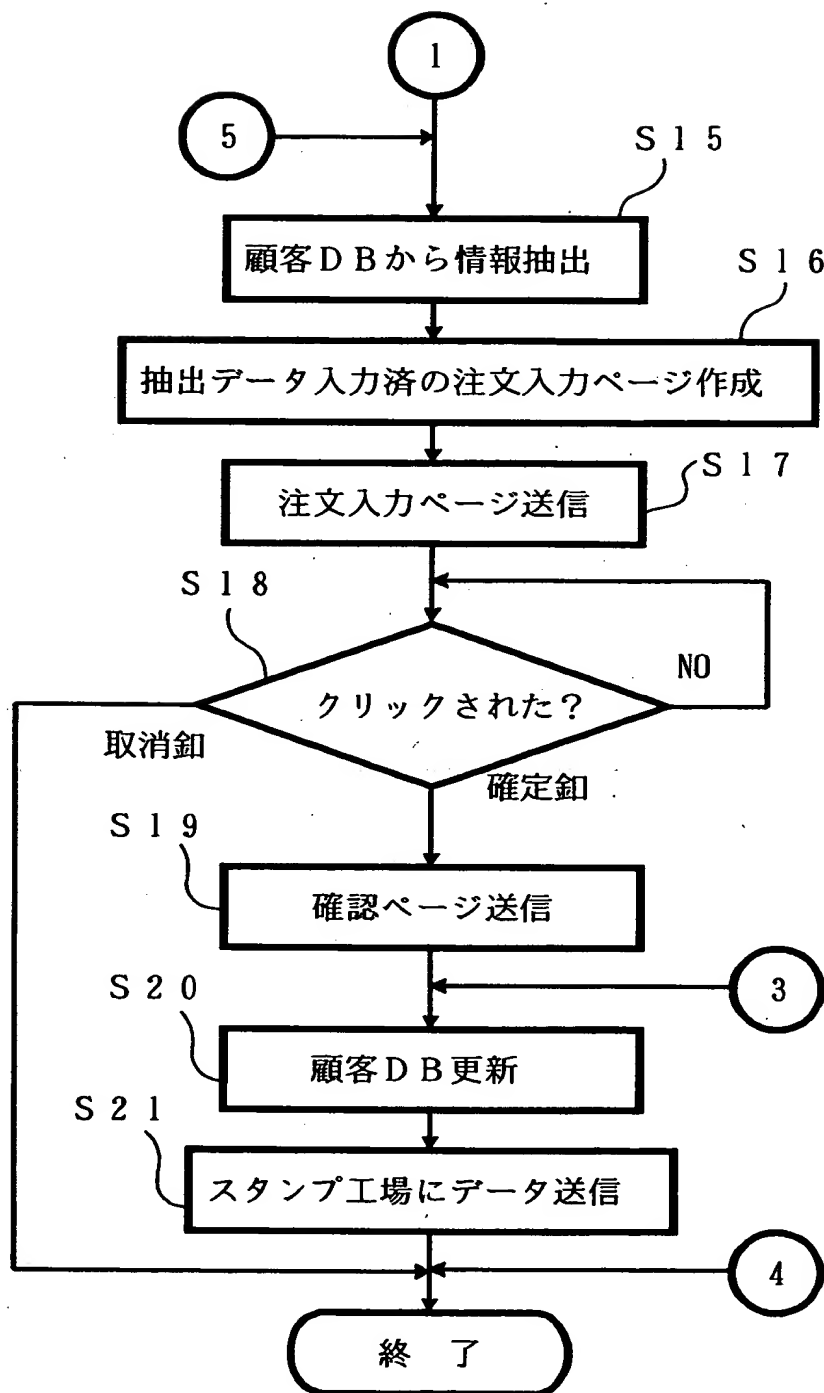 1
5
S15
顧客DBから情報抽出
S16
抽出データ入力済の注文入力ページ作成
S17
注文入力ページ送信
S18
クリックされた?
NO
取消釦
確定釦
S19
確認ページ送信
3
S20
顧客DB更新
S21
スタンプ工場にデータ送信
4
終 了